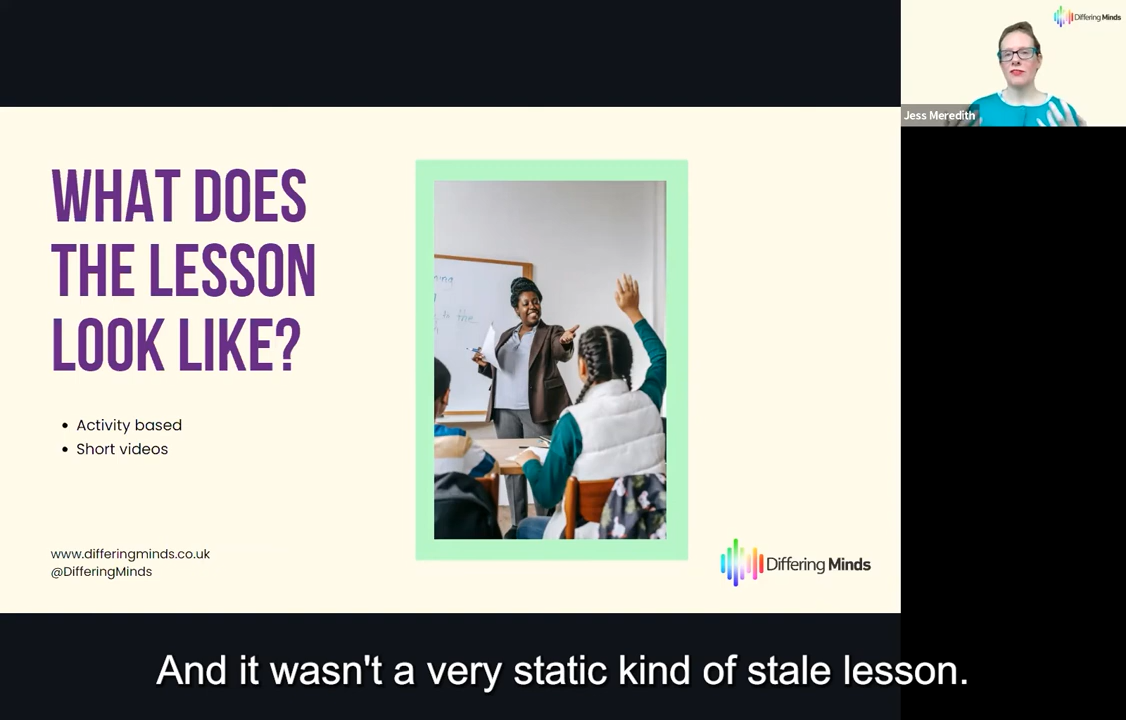 Differing Minds
Jess Meredith
WHAT DOES
THE LESSON
LOOK LIKE?
• Activity based
• Short videos
www.differingminds.co.uk
@DifferingMinds
Differing Minds
And it wasn't a very static kind of stale lesson.